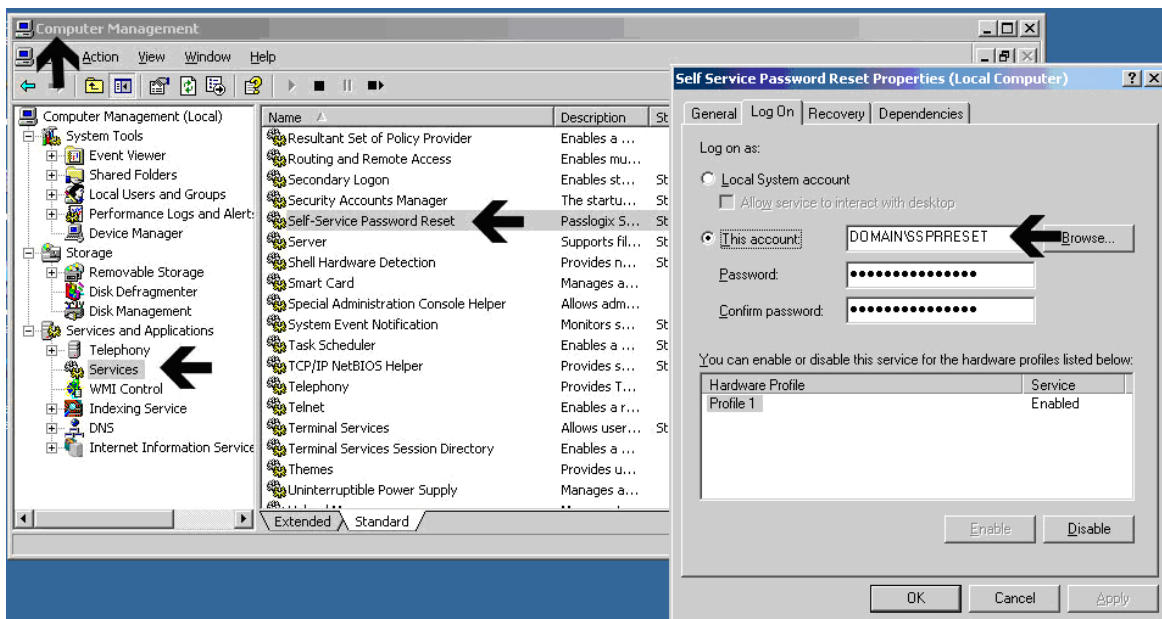 Computer Management
Action View Window Help
Computer Management (Local)
System Tools
Event Viewer
Shared Folders
Local Users and Groups
Performance Logs and Alert
Device Manager
Storage
Removable Storage
Disk Defragmenter
Disk Management
Services and Applications
Telephony
Services
WMI Control
Indexing Service
DNS
Internet Information Service
Name Description St
Resultant Set of Policy Provider Enables a ...
Routing and Remote Access Enables mu...
Secondary Logon Enables st... St
Security Accounts Manager The startu... St
Self-Service Password Reset Passlogix S... St
Server Supports fil... St
Shell Hardware Detection Provides n... St
Smart Card Manages a...
Special Administration Console Helper Allows adm...
System Event Notification Monitors s... St
Task Scheduler Enables a ... St
TCP/IP NetBIOS Helper Provides s... St
Telephony Provides T...
Telnet Enables a r...
Terminal Services Allows user... St
Terminal Services Session Directory Enables a ...
Themes Provides u...
Uninterruptible Power Supply Manages a...
Extended Standard
Self Service Password Reset Properties (Local Computer)
General Log On Recovery Dependencies
Log on as:
Local System account
Allow service to interact with desktop
This account: DOMAIN\SSPRRESET Browse...
Password: •••••••••••••••
Confirm password: •••••••••••••••
You can enable or disable this service for the hardware profiles listed below:
Hardware Profile Service
Profile 1 Enabled
Enable Disable
OK Cancel Apply